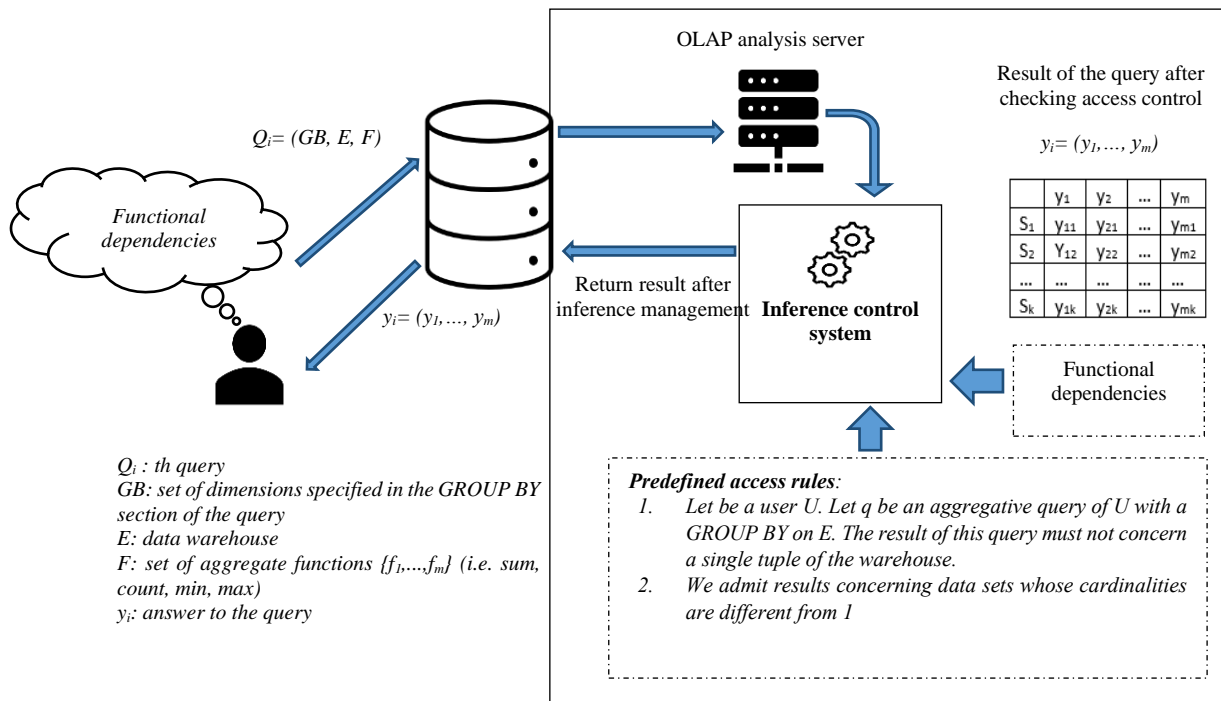 OLAP analysis server
Result of the query after
checking access control
yᵢ= (y₁,..., yₘ)
Qᵢ= (GB, E, F)
Functional
dependencies
y₁ y₂ ... yₘ
S₁ y₁₁ y₂₁ ... yₘ₁
S₂ Y₁₂ y₂₂ ... yₘ₂
... ... ... ... ...
Sₖ y₁ₖ y₂ₖ ... yₘₖ
Return result after
inference management
yᵢ= (y₁,..., yₘ)
Inference control
system
Functional
dependencies
Qᵢ : th query
GB: set of dimensions specified in the GROUP BY
section of the query
E: data warehouse
F: set of aggregate functions {f₁,...,fₘ} (i.e. sum,
count, min, max)
yᵢ: answer to the query
Predefined access rules:
1. Let be a user U. Let q be an aggregative query of U with a
GROUP BY on E. The result of this query must not concern
a single tuple of the warehouse.
2. We admit results concerning data sets whose cardinalities
are different from 1